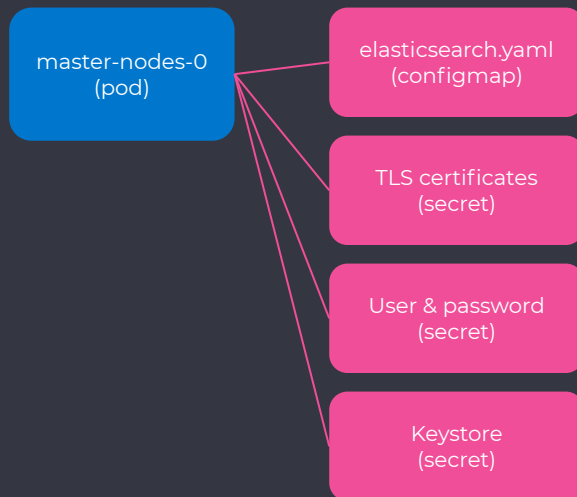 master-nodes-0
(pod)
elasticsearch.yaml
(configmap)
TLS certificates
(secret)
User & password
(secret)
Keystore
(secret)